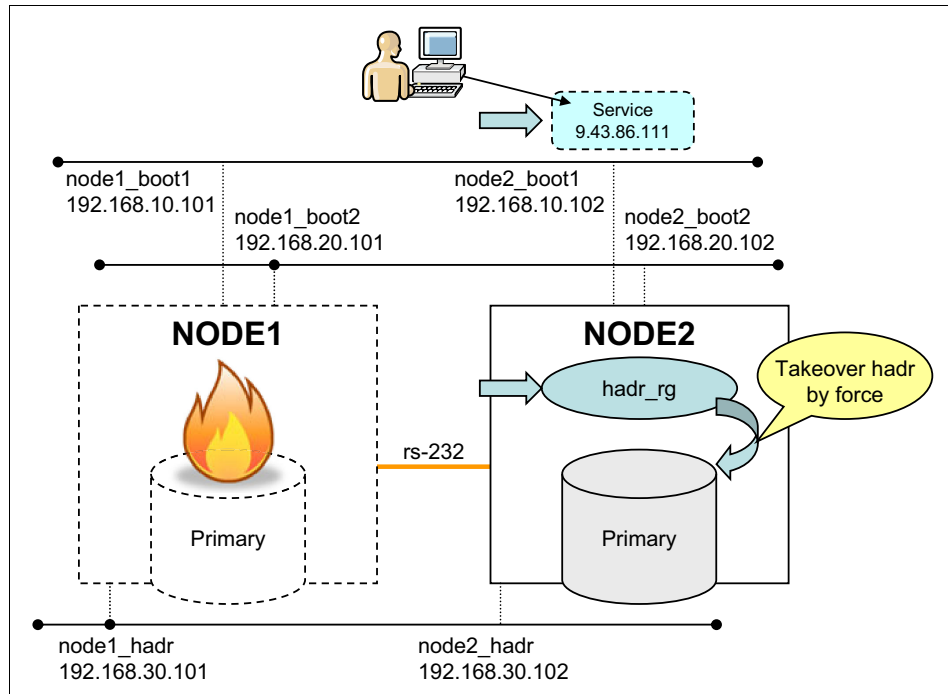 Service
9.43.86.111
node1_boot1
192.168.10.101
node2_boot1
192.168.10.102
node1_boot2
192.168.20.101
node2_boot2
192.168.20.102
NODE1
NODE2
Takeover hadr
by force
hadr_rg
rs-232
Primary
Primary
node1_hadr
192.168.30.101
node2_hadr
192.168.30.102